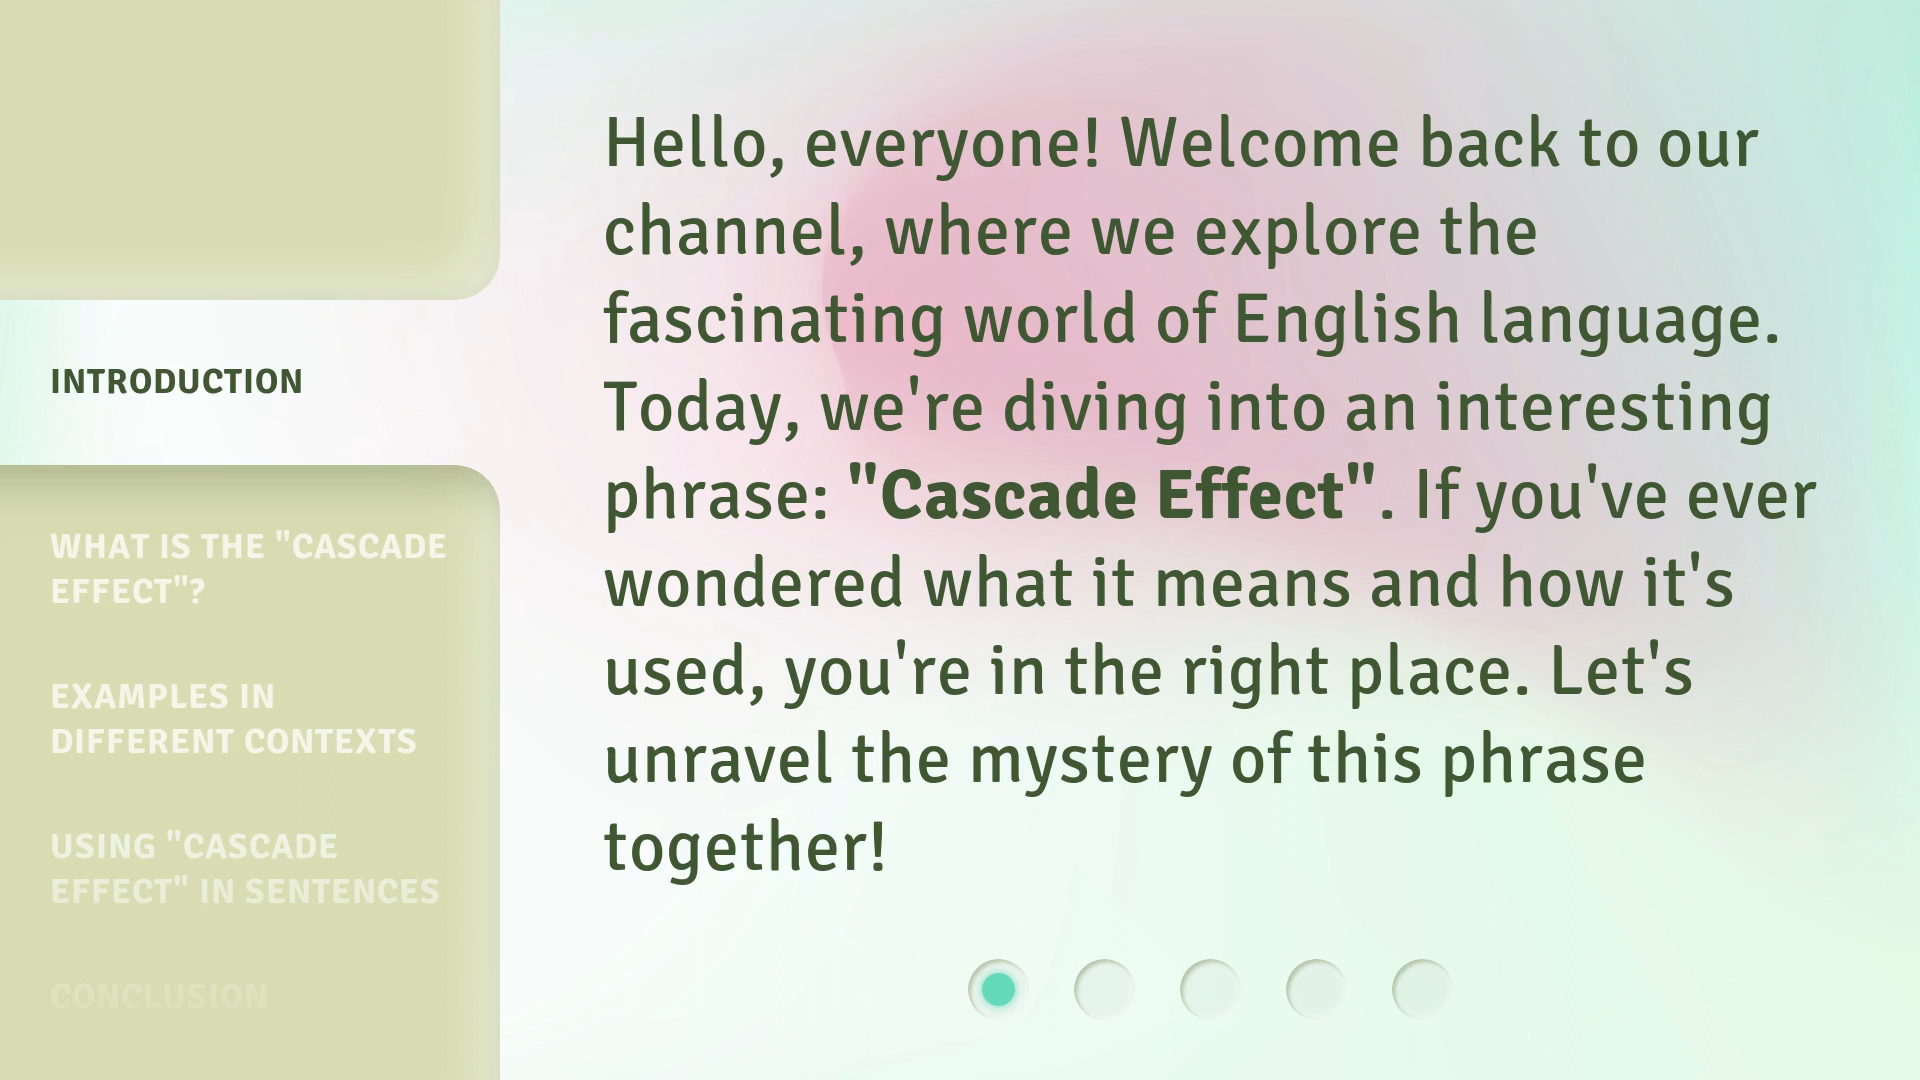 INTRODUCTION
WHAT IS THE "CASCADE
EFFECT"?
EXAMPLES IN
DIFFERENT CONTEXTS
USING "CASCADE
EFFECT" IN SENTENCES
CONCLUSION
Hello, everyone! Welcome back to our
channel, where we explore the
fascinating world of English language.
Today, we're diving into an interesting
phrase: "Cascade Effect". If you've ever
wondered what it means and how it's
used, you're in the right place. Let's
unravel the mystery of this phrase
together!